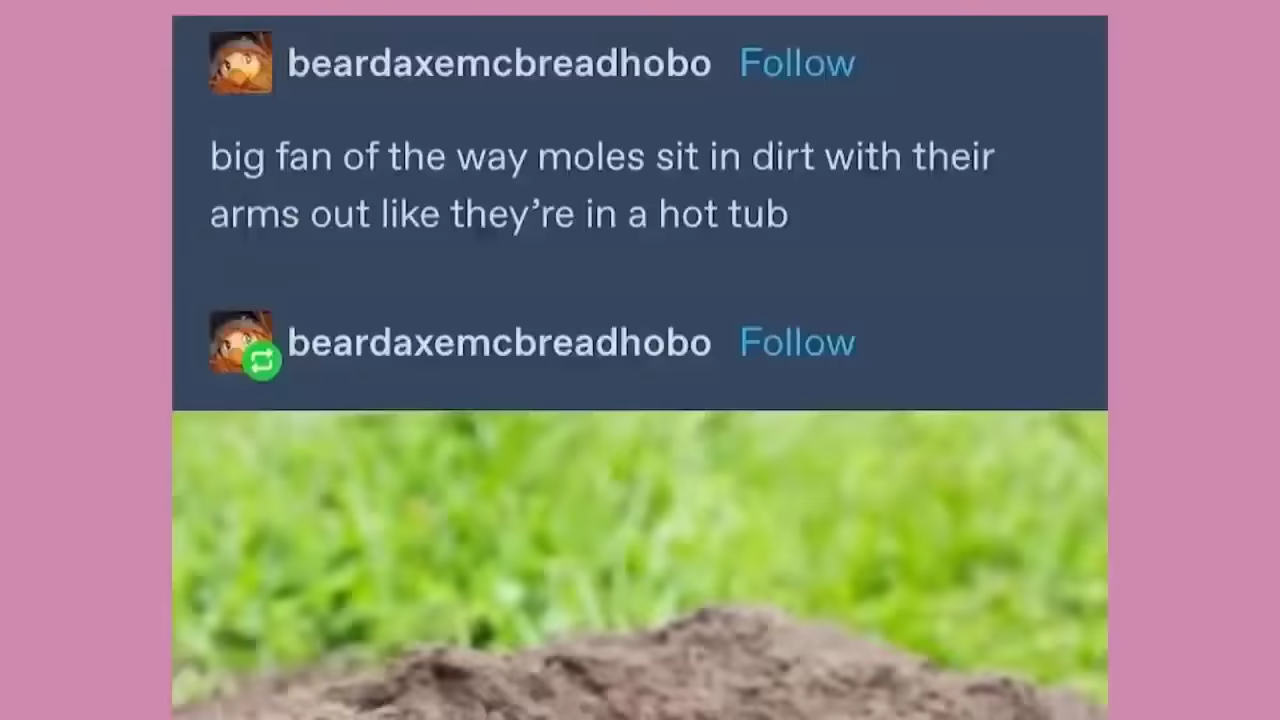 beardaxemcbreadhobo Follow
big fan of the way moles sit in dirt with their
arms out like they’re in a hot tub
beardaxemcbreadhobo Follow